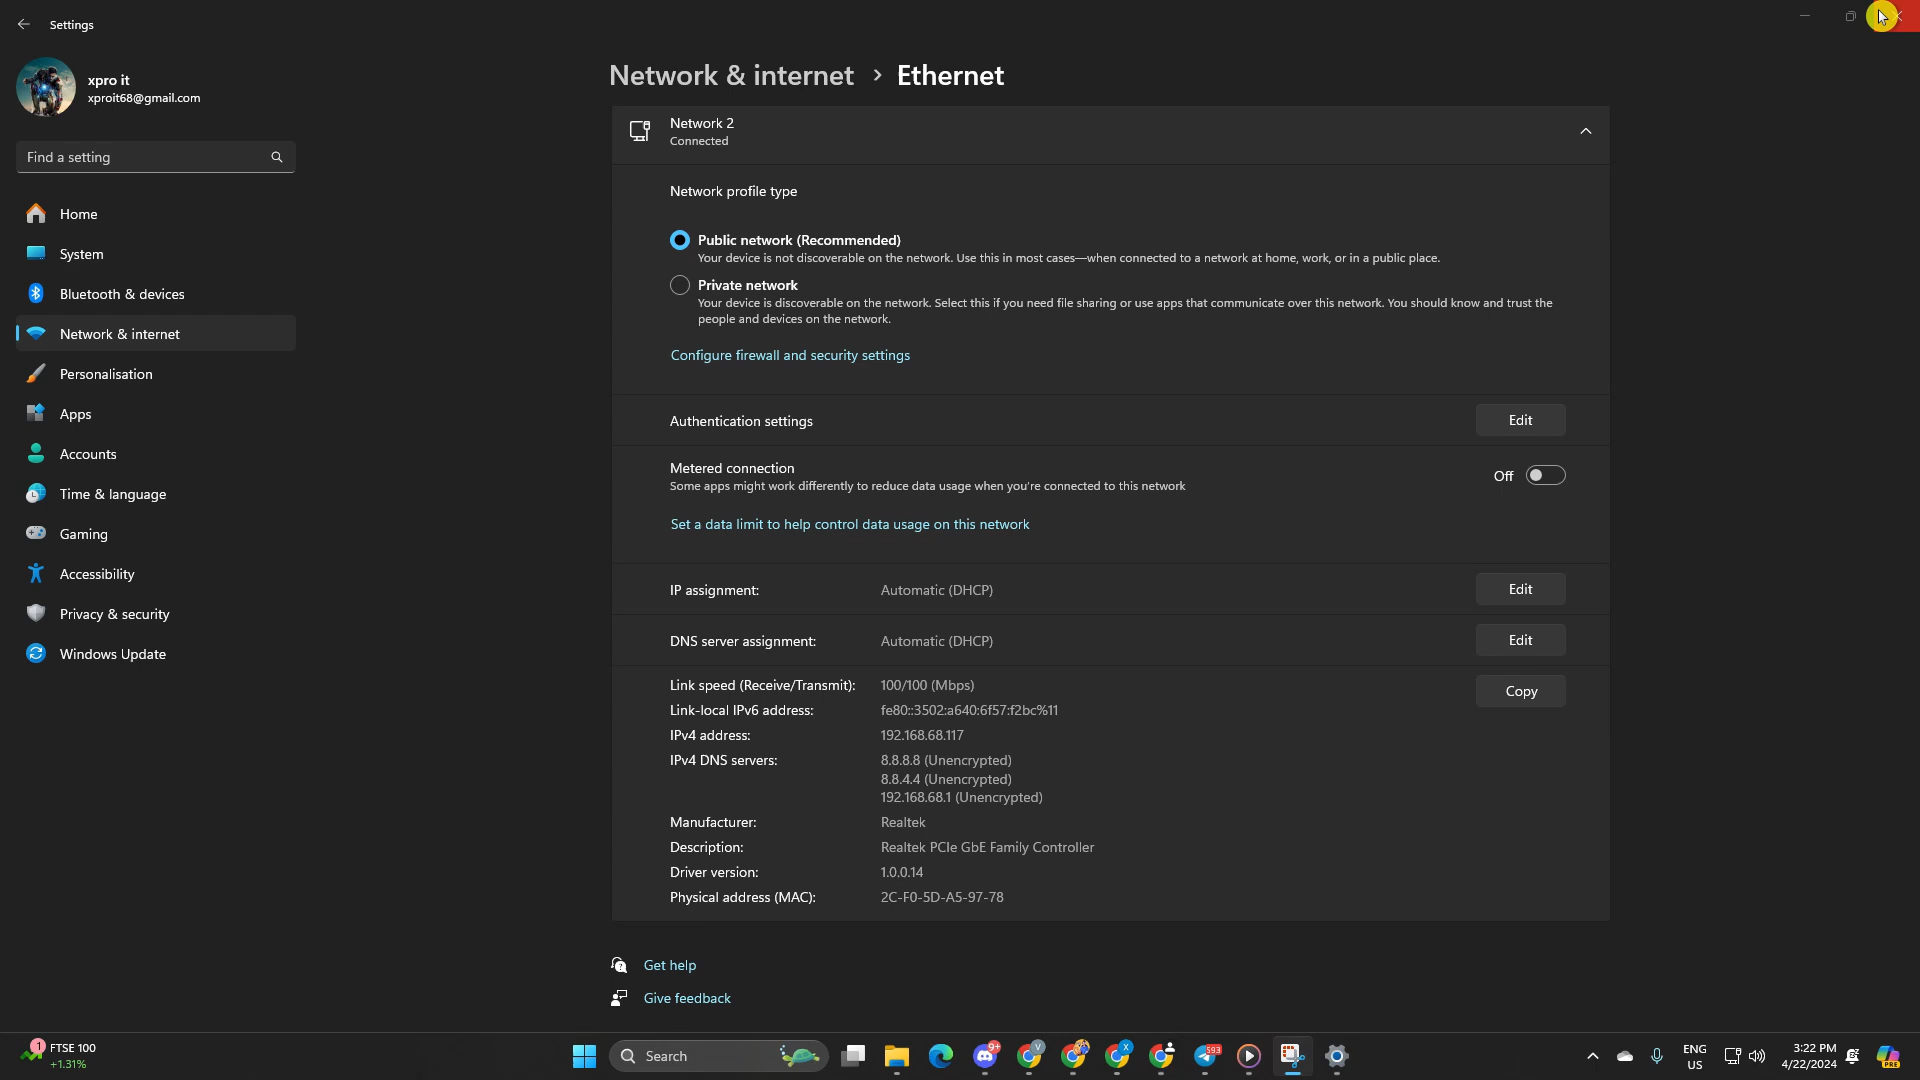 Settings
xpro it
xproit68@gmail.com
Find a setting
Home
System
Bluetooth & devices
Network & internet
Personalisation
Apps
Accounts
Time & language
Gaming
Accessibility
Privacy & security
Windows Update
Network & internet › Ethernet
Network 2
Connected
Network profile type
Public network (Recommended)
Your device is not discoverable on the network. Use this in most cases—when connected to a network at home, work, or in a public place.
Private network
Your device is discoverable on the network. Select this if you need file sharing or use apps that communicate over this network. You should know and trust the
people and devices on the network.
Configure firewall and security settings
Authentication settings Edit
Metered connection
Some apps might work differently to reduce data usage when you're connected to this network
Off
Set a data limit to help control data usage on this network
IP assignment: Automatic (DHCP) Edit
DNS server assignment: Automatic (DHCP) Edit
Link speed (Receive/Transmit): 100/100 (Mbps) Copy
Link-local IPv6 address: fe80::3502:a640:6f57:f2bc%11
IPv4 address: 192.168.68.117
IPv4 DNS servers: 8.8.8.8 (Unencrypted)
8.8.4.4 (Unencrypted)
192.168.68.1 (Unencrypted)
Manufacturer: Realtek
Description: Realtek PCIe GbE Family Controller
Driver version: 1.0.0.14
Physical address (MAC): 2C-F0-5D-A5-97-78
Get help
Give feedback
1 FTSE 100
+1.31%
Search
9+
V
X
593
ENG
US
3:22 PM
4/22/2024
PRE